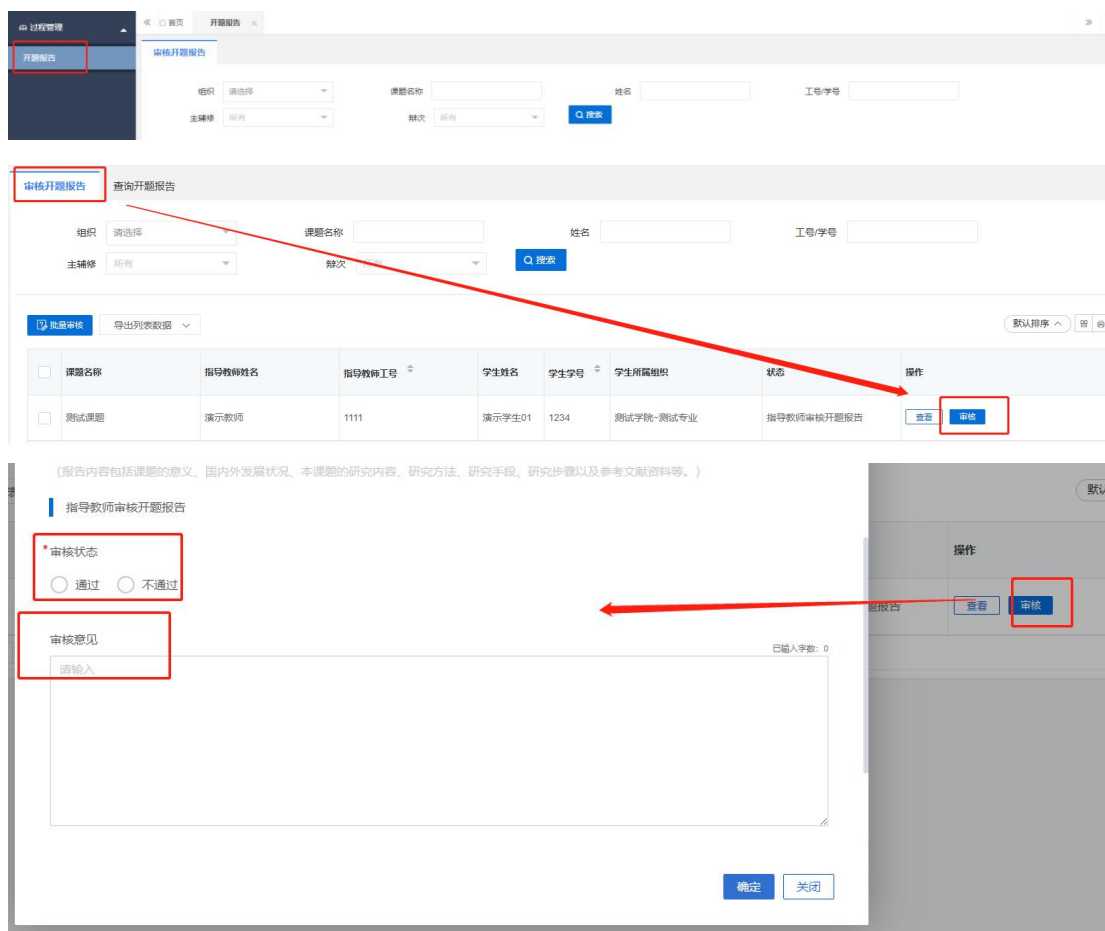 过程管理
首页 开题报告
开题报告
审核开题报告
组织 请选择 课题名称 姓名 工号/学号
主辅修 所有 辩次 所有 搜索
审核开题报告 查询开题报告
组织 请选择 课题名称 姓名 工号/学号
主辅修 所有 辩次 所有 搜索
批量审核 导出列表数据 默认排序
课题名称 指导教师姓名 指导教师工号 学生姓名 学生学号 学生所属组织 状态 操作
测试课题 演示教师 1111 演示学生01 1234 测试学院-测试专业 指导教师审核开题报告 查看 审核
(报告内容包括课题的意义、国内外发展状况、本课题的研究内容、研究方法、研究手段、研究步骤以及参考文献资料等。)
默认
指导教师审核开题报告
*审核状态
操作
通过 不通过
题报告 查看 审核
审核意见
已输入字数: 0
请输入
确定 关闭